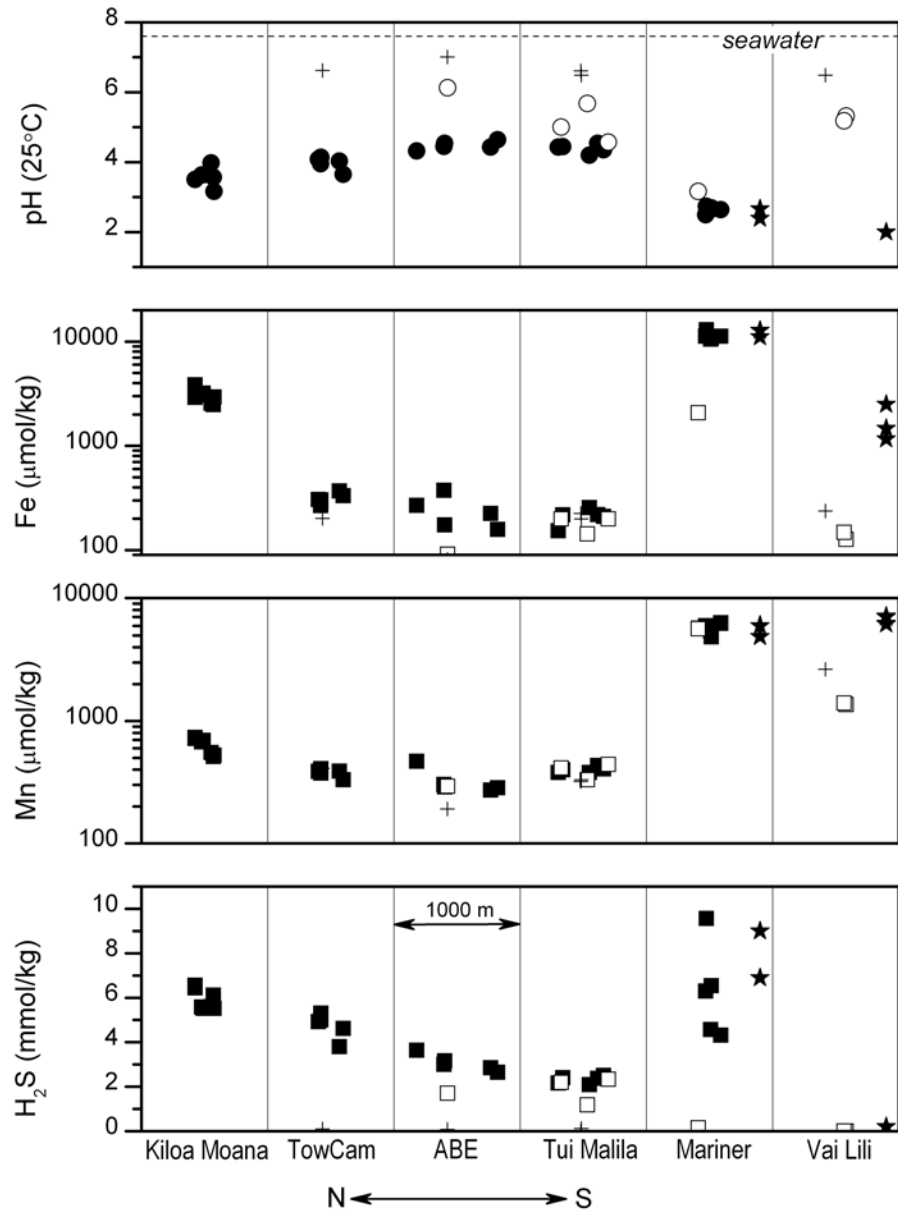 8
seawater
6
4
2
pH (25°C)
10000
1000
100
Fe (μmol/kg)
10000
1000
100
Mn (μmol/kg)
10
8
6
4
2
0
H₂S (mmol/kg)
1000 m
Kiloa Moana TowCam ABE Tui Malila Mariner Vai Lili
N S